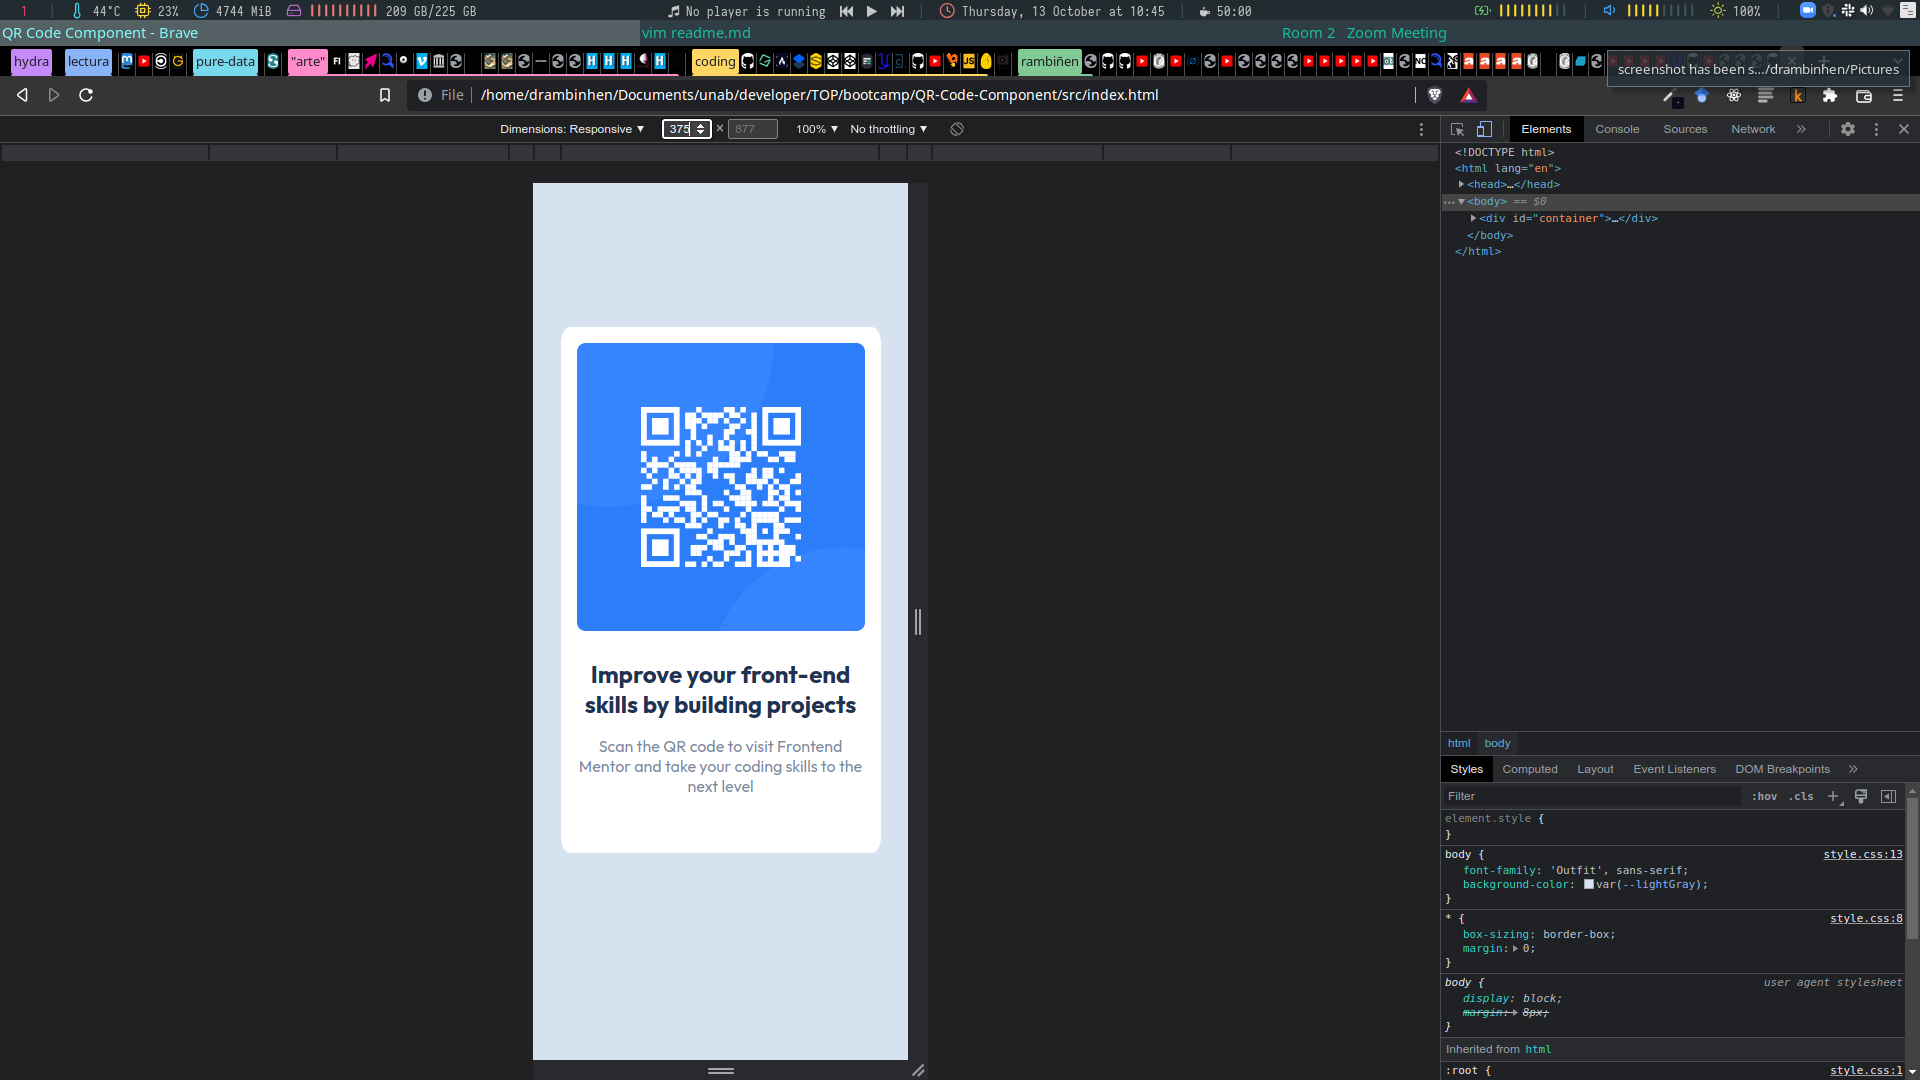 1 44°C 23% 4744 MiB 209 GB/225 GB No player is running Thursday, 13 October at 10:45 50:00 100%
QR Code Component - Brave vim readme.md Room 2 Zoom Meeting
hydra lectura pure-data "arte" coding rambiñen
screenshot has been s.../drambinhen/Pictures
File /home/drambinhen/Documents/unab/developer/TOP/bootcamp/QR-Code-Component/src/index.html
Dimensions: Responsive 375 × 877 100% No throttling
Elements Console Sources Network
<!DOCTYPE html>
<html lang="en">
<head>…</head>
<body> == $0
<div id="container">…</div>
</body>
</html>
Improve your front-end
skills by building projects
Scan the QR code to visit Frontend
Mentor and take your coding skills to the
next level
html body
Styles Computed Layout Event Listeners DOM Breakpoints
Filter :hov .cls
element.style {
}
body { style.css:13
font-family: 'Outfit', sans-serif;
background-color: var(--lightGray);
}
* { style.css:8
box-sizing: border-box;
margin: 0;
}
body { user agent stylesheet
display: block;
margin: 8px;
}
Inherited from html
:root { style.css:1